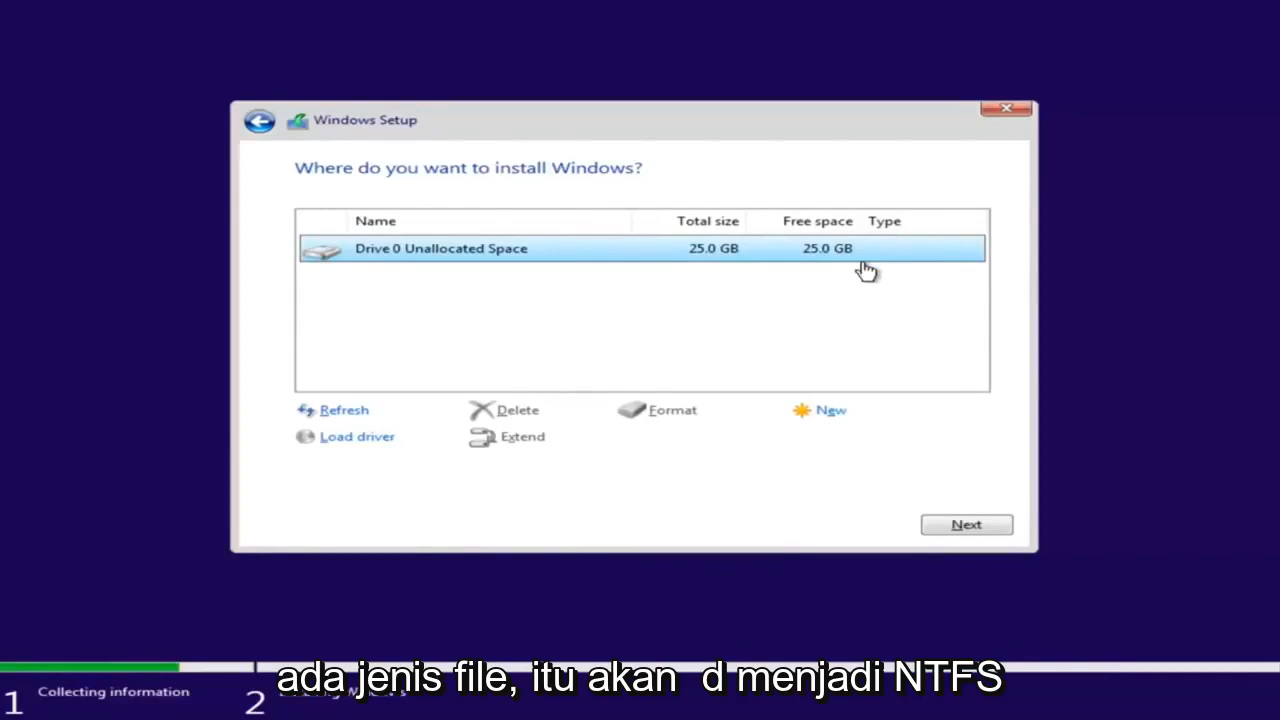 Windows Setup
Where do you want to install Windows?
Name Total size Free space Type
Drive 0 Unallocated Space 25.0 GB 25.0 GB
Refresh Delete Format New
Load driver Extend
Next
ada jenis file, itu akan d menjadi NTFS
1 Collecting information 2